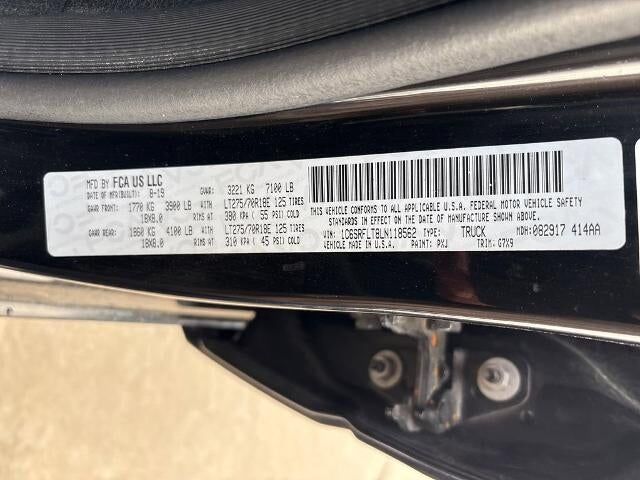 MFD BY FCA US LLC
DATE OF MFR(BUILT): 8-19 GVWR: 3221 KG 7100 LB
GAWR FRONT: 1770 KG 3900 LB WITH LT275/70R18E 125 TIRES
18X8.0 RIMS AT 380 KPA ( 55 PSI) COLD
GAWR REAR: 1860 KG 4100 LB WITH LT275/70R18E 125 TIRES
18X8.0 RIMS AT 310 KPA ( 45 PSI) COLD
THIS VEHICLE CONFORMS TO ALL APPLICABLE U.S.A. FEDERAL MOTOR VEHICLE SAFETY
STANDARDS IN EFFECT ON THE DATE OF MANUFACTURE SHOWN ABOVE.
VIN: 1C6SRFLT8LN118562 TYPE: TRUCK MDH: 082917 414AA
VEHICLE MADE IN U.S.A. PAINT: PXJ TRIM: G7X9